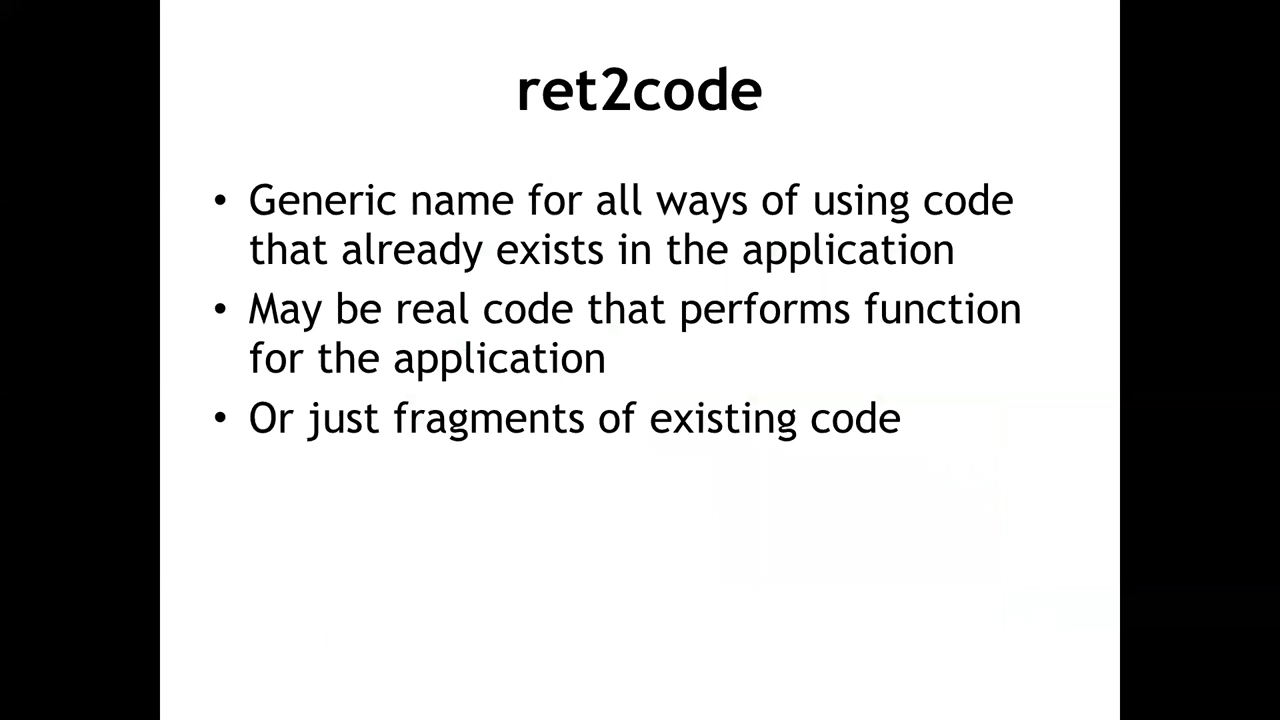 ret2code
• Generic name for all ways of using code
that already exists in the application
• May be real code that performs function
for the application
• Or just fragments of existing code